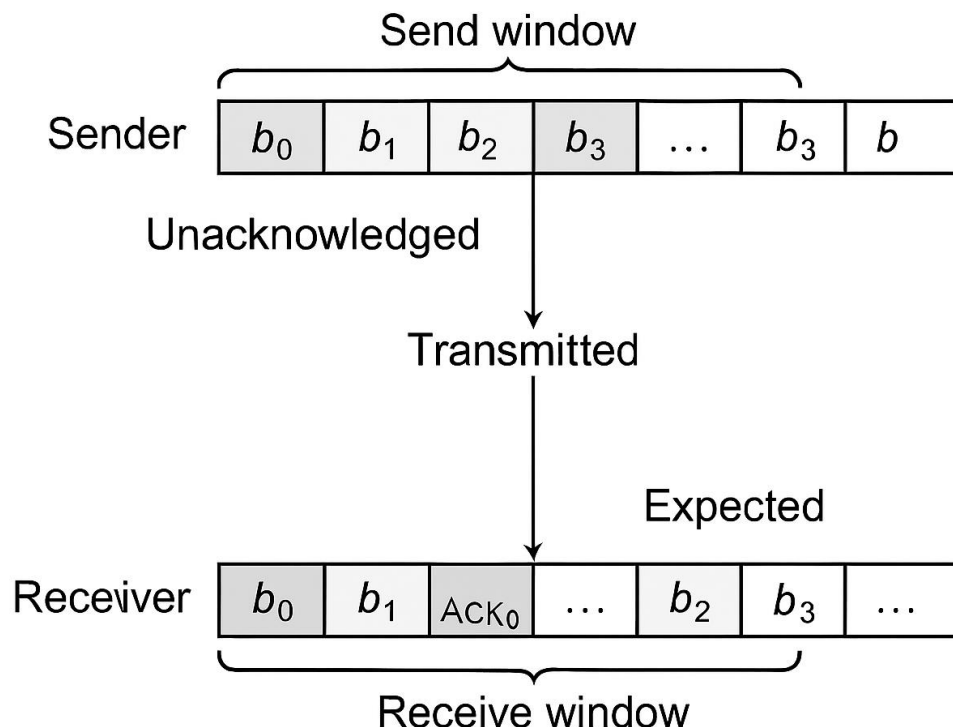 Send window
Sender b₀ b₁ b₂ b₃ ... b₃ b
Unacknowledged
Transmitted
Expected
Receiver b₀ b₁ ACK₀ ... b₂ b₃ ...
Receive window